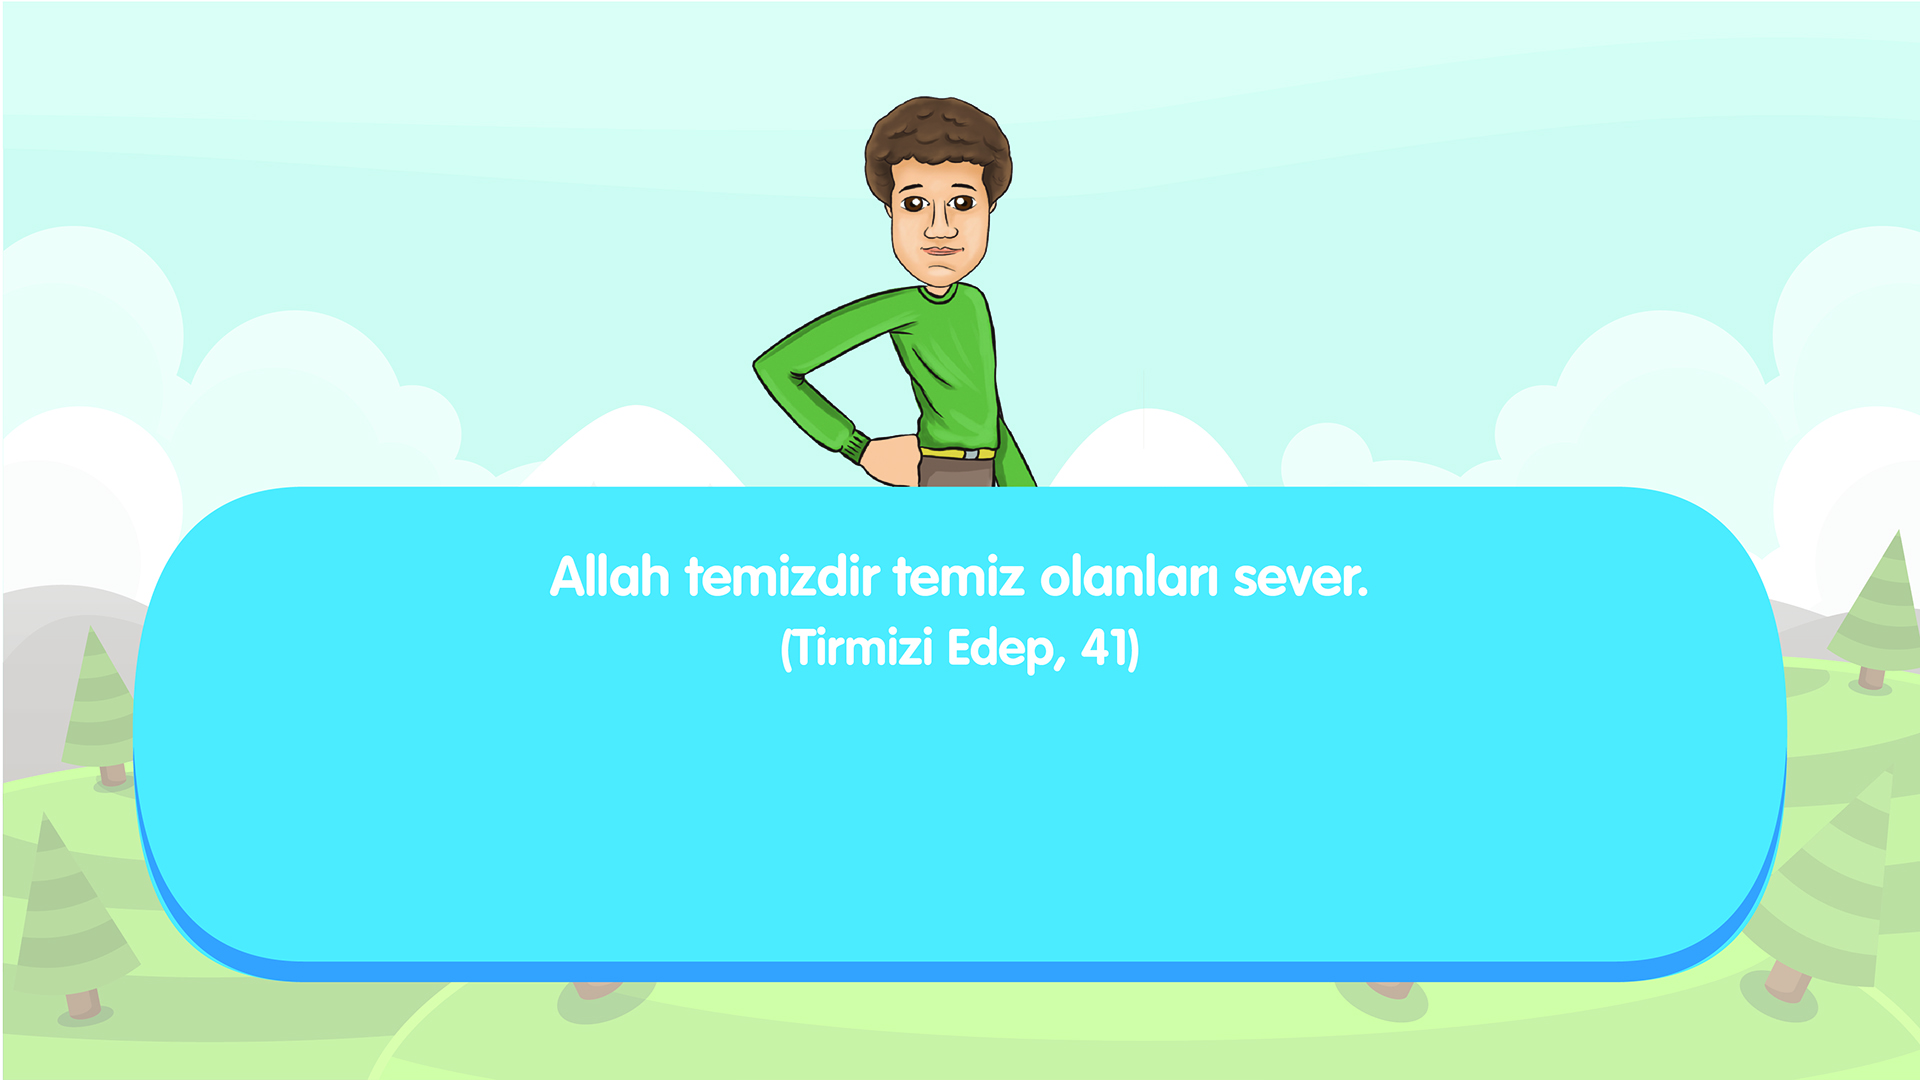 Allah temizdir temiz olanları sever.
(Tirmizi Edep, 41)